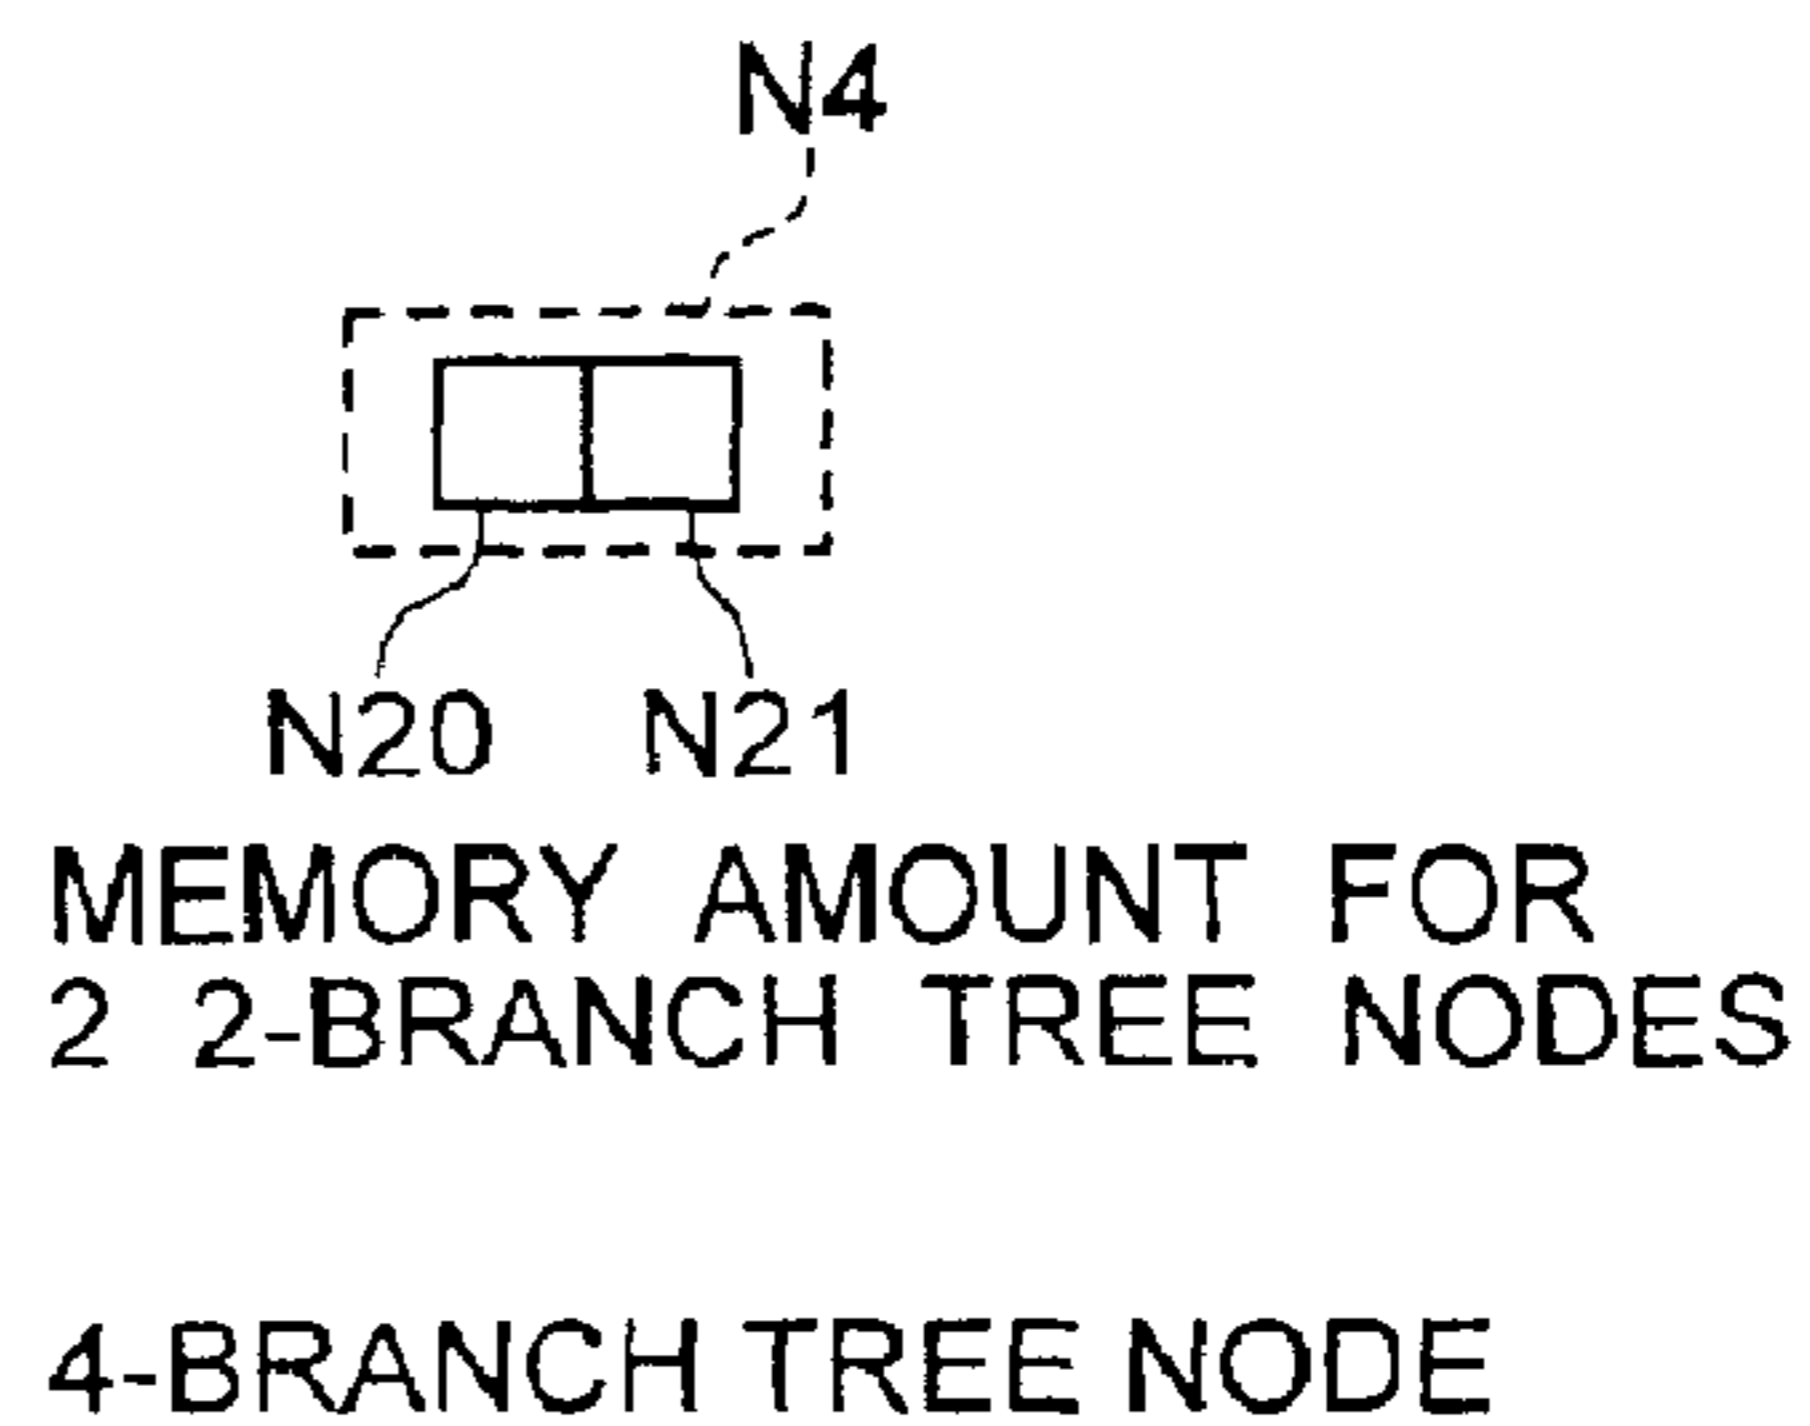 N4
N20 N21
MEMORY AMOUNT FOR
2 2-BRANCH TREE NODES
4-BRANCH TREE NODE